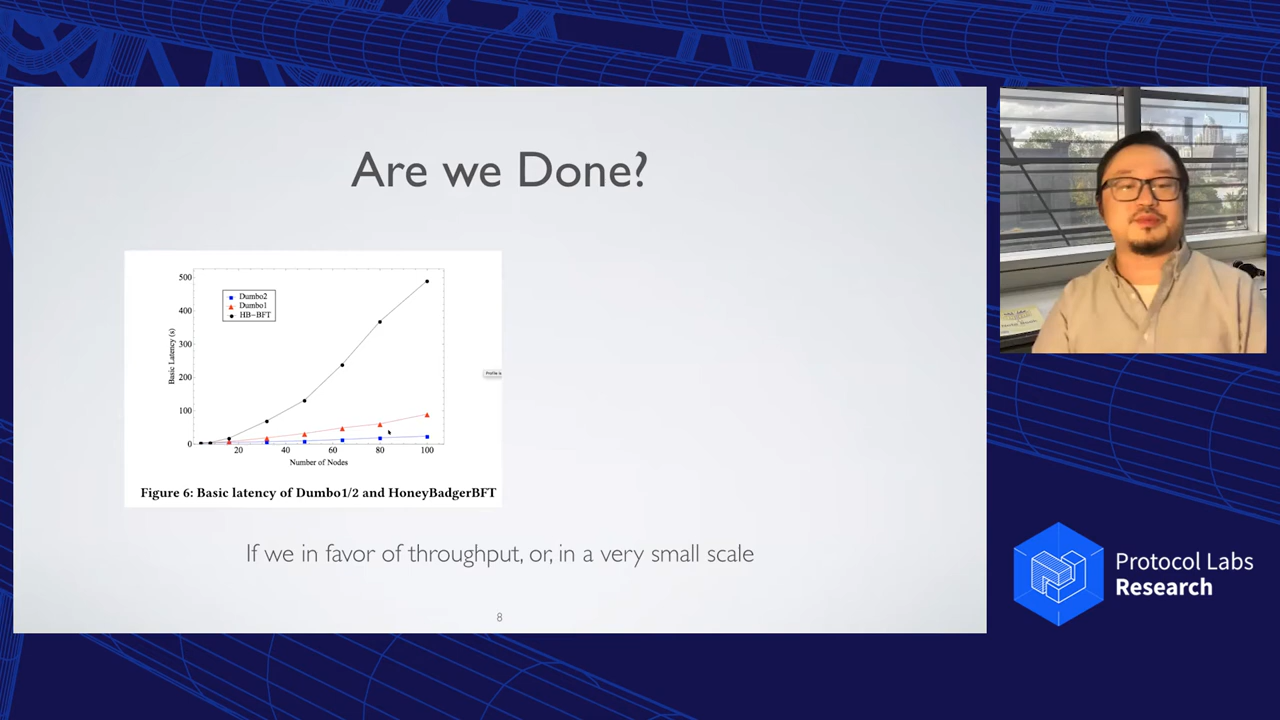 Are we Done?
500
400
300
200
100
0
Basic Latency (s)
Dumbo2
Dumbo1
HB-BFT
20
40
60
80
100
Number of Nodes
Figure 6: Basic latency of Dumbo1/2 and HoneyBadgerBFT
If we in favor of throughput, or, in a very small scale
8
Protocol Labs
Research